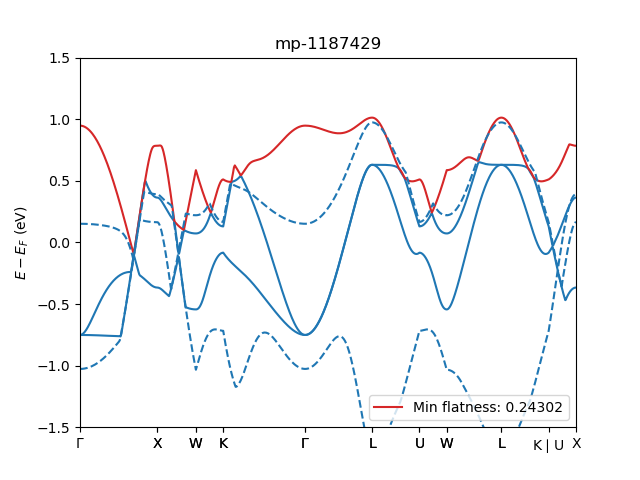 mp-1187429
1.5
1.0
0.5
0.0
−0.5
−1.0
−1.5
E − E_F (eV)
Γ X W K Γ L U W L K | U X
Min flatness: 0.24302